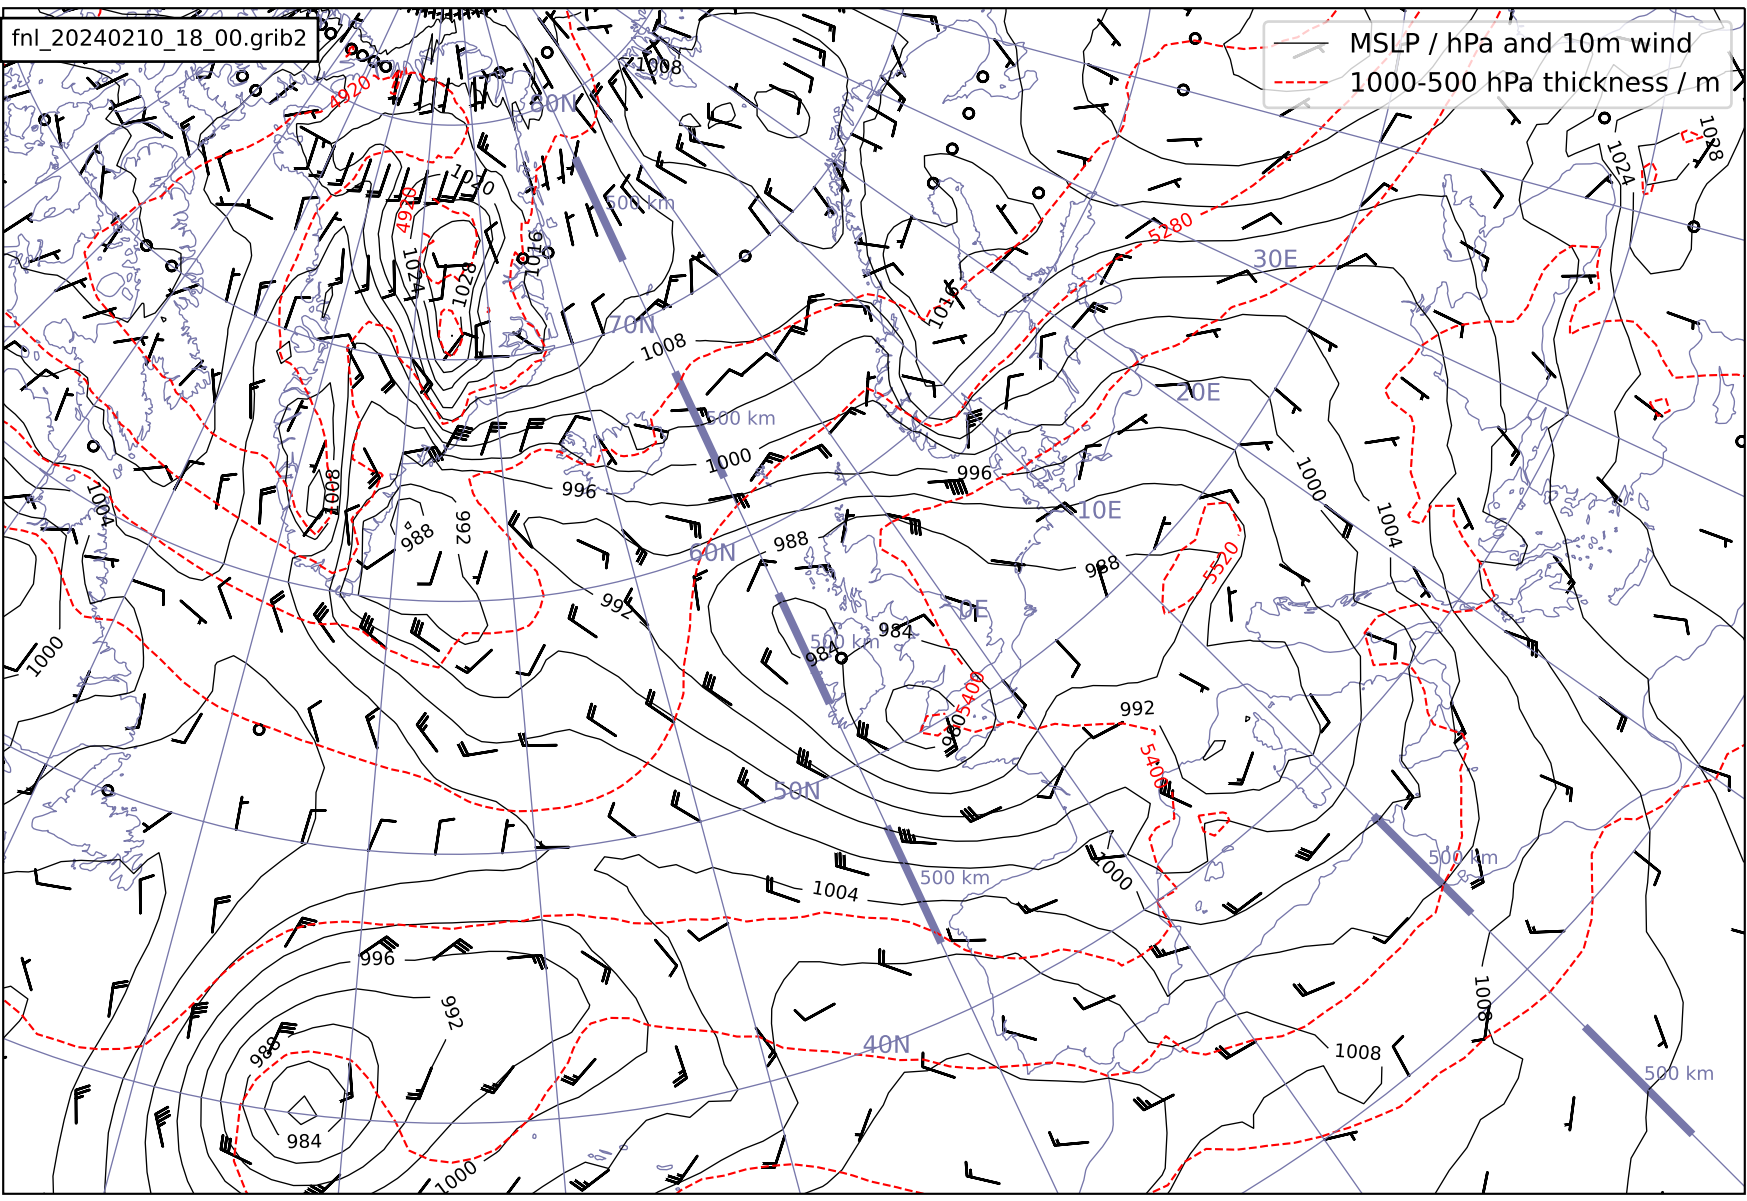 fnl_20240210_18_00.grib2
MSLP / hPa and 10m wind
1000-500 hPa thickness / m
1008
4920
80N
1028
1024
1020
4920
500 km
5280
1016
1024
1028
30E
1016
70N
1008
20E
500 km
1000
996
996
1008
1000
1004
1004
10E
988
992
988
60N
988
5520
992
0E
984
500 km
984
1000
5400
992
980
5400
50N
500 km
1000
500 km
1004
996
992
1008
988
40N
1008
500 km
984
1000